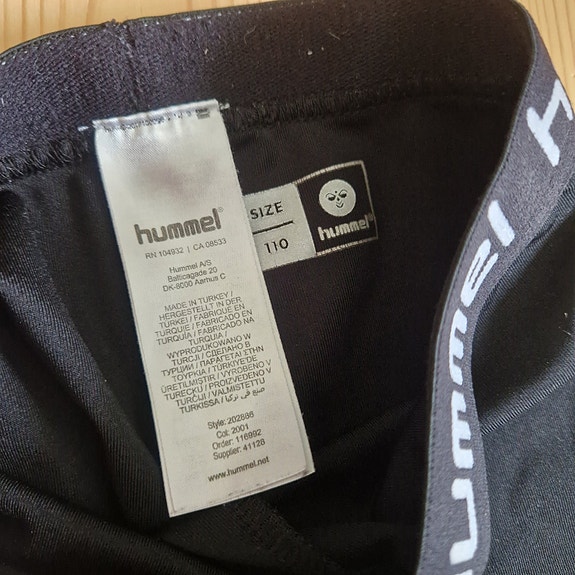 hummel
RN 104932 | CA 08533
Hummel A/S
Balticagade 20
DK-8000 Aarhus C
MADE IN TURKEY /
HERGESTELLT IN DER
TÜRKEI / FABRIQUÉ EN
TURQUIE / FABRICADO EN
TURQUÍA / FABRICADO NA
TURQUIA /
WYPRODUKOWANO W
TURCJI / СДЕЛАНО В
ТУРЦИИ / ΠΑΡΑΓΕΤΑΙ ΣΤΗΝ
ΤΟΥΡΚΙΑ / TÜRKİYE'DE
ÜRETİLMİŞTİR / VYROBENO V
TURECKU / PROIZVEDENO V
TURČIJI / VALMISTETTU
TURKISSA / صنع في تركيا
Style: 202886
Col: 2001
Order: 116992
Supplier: 41128
www.hummel.net
SIZE
110
hummel
h
hummel